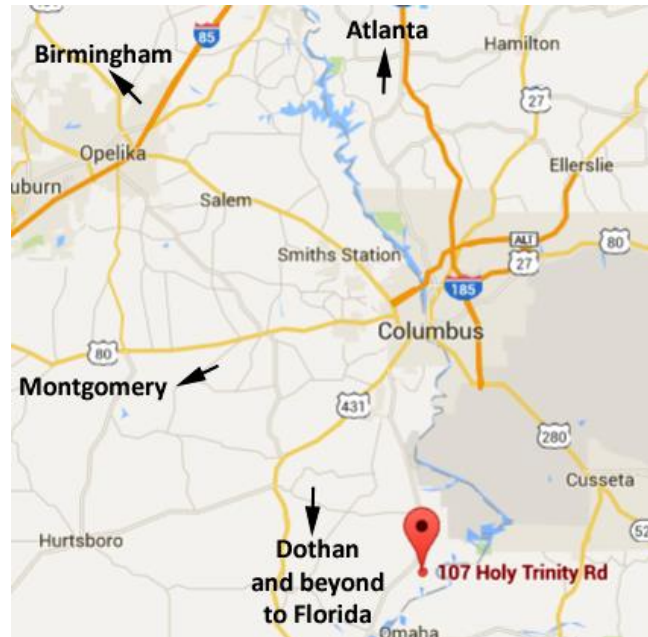 Atlanta
85
Birmingham
Hamilton
27
Opelika
Ellerslie
uburn
Salem
ALT
Smiths Station
27
80
185
Columbus
80
Montgomery
431
280
Cusseta
52
Hurtsboro
Dothan
and beyond
to Florida
107 Holy Trinity Rd
Omaha